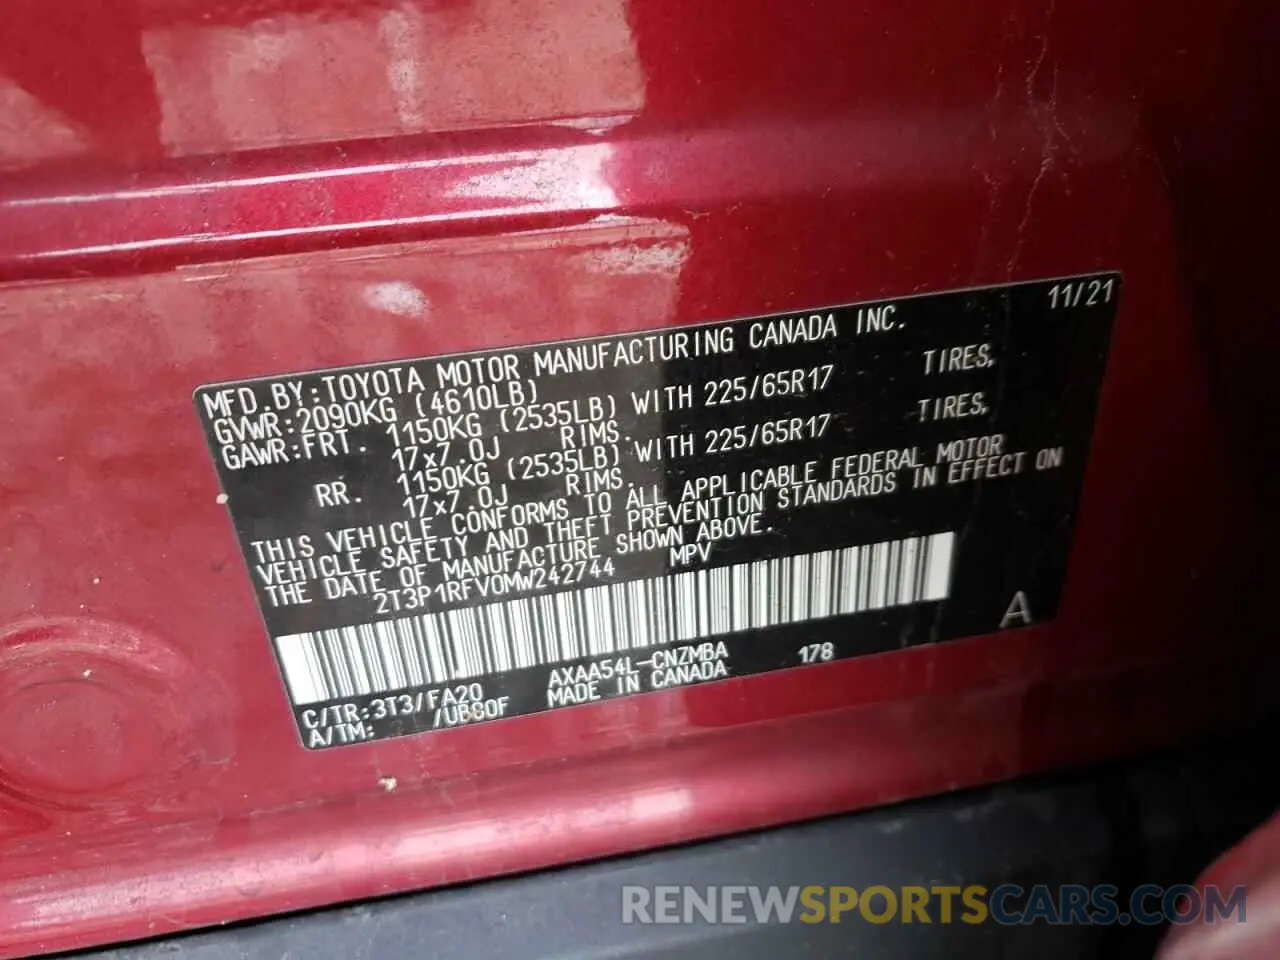 11/21
MFD.BY:TOYOTA MOTOR MANUFACTURING CANADA INC.
GVWR:2090KG (4610LB)
GAWR:FRT. 1150KG (2535LB) WITH 225/65R17 TIRES,
17x7.0J RIMS.
RR. 1150KG (2535LB) WITH 225/65R17 TIRES,
17x7.0J RIMS.
THIS VEHICLE CONFORMS TO ALL APPLICABLE FEDERAL MOTOR
VEHICLE SAFETY AND THEFT PREVENTION STANDARDS IN EFFECT ON
THE DATE OF MANUFACTURE SHOWN ABOVE.
2T3P1RFV0MW242744 MPV
A
C/TR:3T3/FA20 AXAA54L-CNZMBA 178
A/TM: /UB80F MADE IN CANADA
RENEWSPORTSCARS.COM